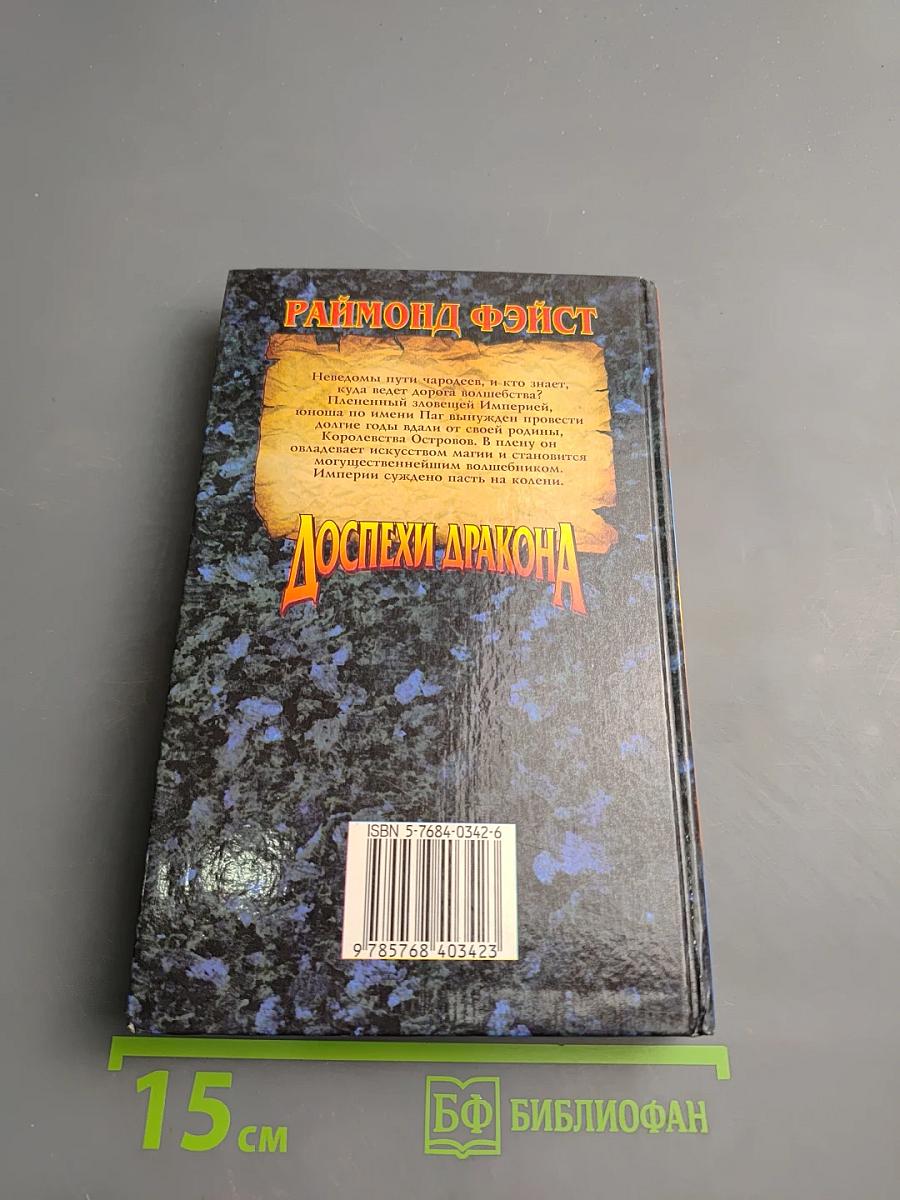 РАЙМОНД ФЭЙСТ
Неведомы пути чародеев, и кто знает,
куда ведет дорога волшебства?
Плененный зловещей Империей,
юноша по имени Паг вынужден провести
долгие годы вдали от своей родины,
Королевства Островов. В плену он
овладевает искусством магии и становится
могущественнейшим волшебником.
Империи суждено пасть на колени.
ДОСПЕХИ ДРАКОНА
ISBN 5-7684-0342-6
9 785768 403423
15 см
БФ БИБЛИОФАН